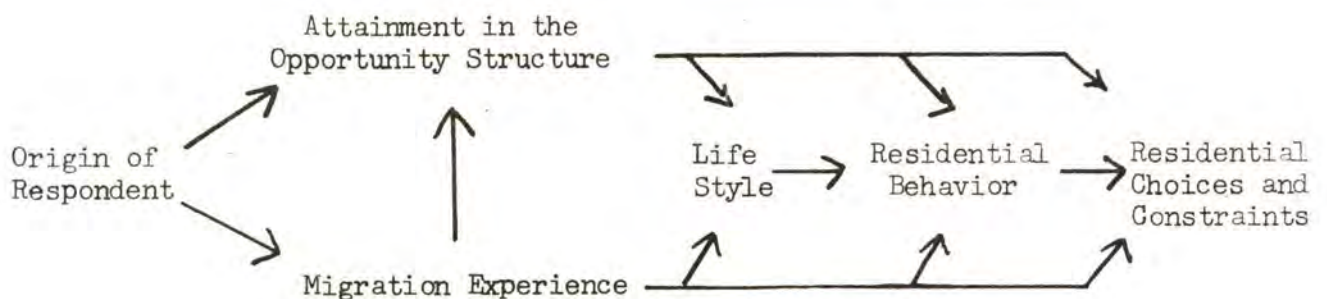 Attainment in the
Opportunity Structure
Origin of
Respondent
Life
Style
Residential
Behavior
Residential
Choices and
Constraints
Migration Experience